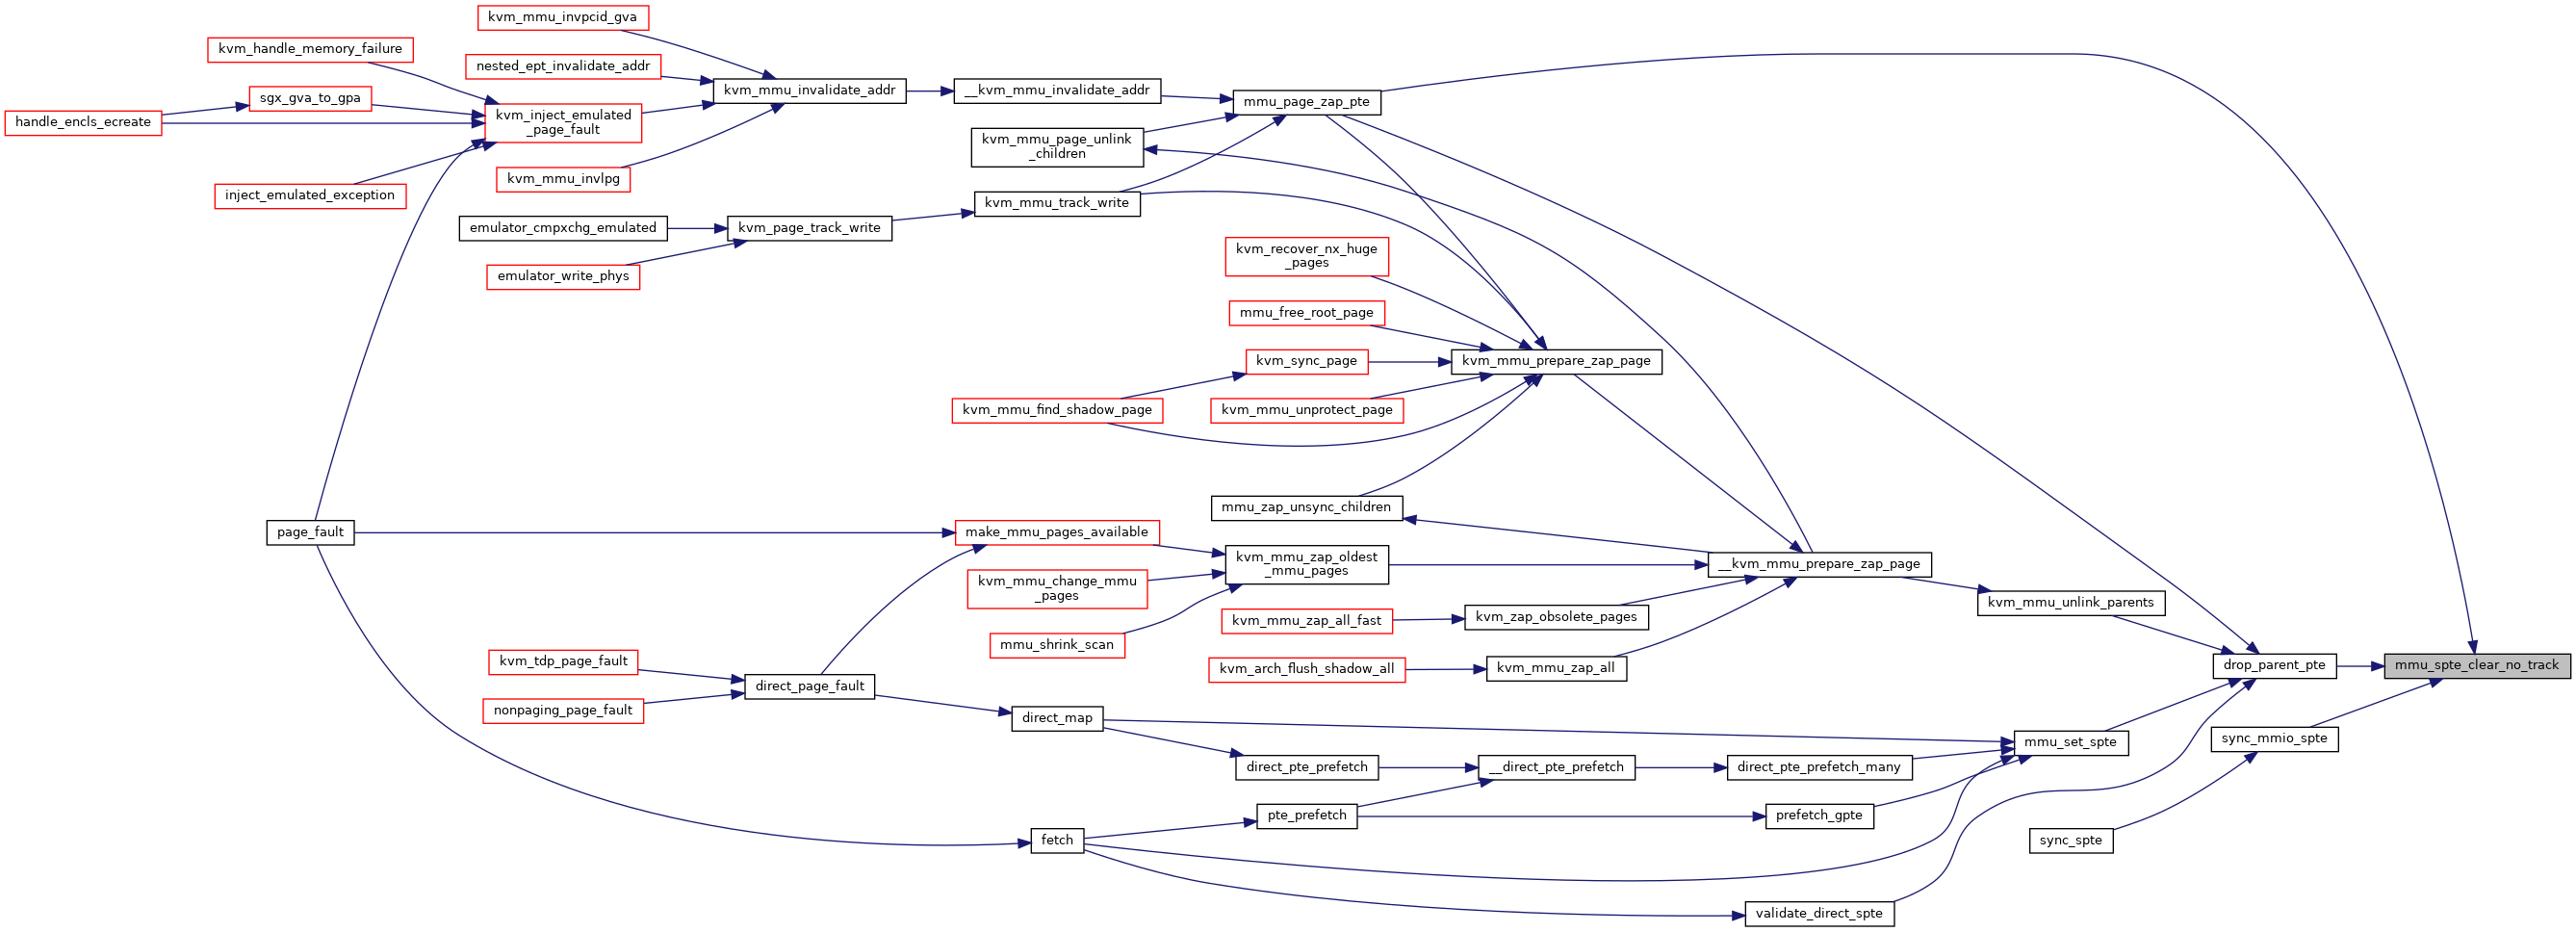 kvm_mmu_invpcid_gva
kvm_handle_memory_failure
nested_ept_invalidate_addr
sgx_gva_to_gpa
kvm_mmu_invalidate_addr
__kvm_mmu_invalidate_addr
mmu_page_zap_pte
handle_encls_ecreate
kvm_inject_emulated
_page_fault
kvm_mmu_page_unlink
_children
kvm_mmu_invlpg
inject_emulated_exception
kvm_mmu_track_write
emulator_cmpxchg_emulated
kvm_page_track_write
kvm_recover_nx_huge
_pages
emulator_write_phys
mmu_free_root_page
kvm_sync_page
kvm_mmu_prepare_zap_page
kvm_mmu_find_shadow_page
kvm_mmu_unprotect_page
mmu_zap_unsync_children
page_fault
make_mmu_pages_available
kvm_mmu_zap_oldest
_mmu_pages
__kvm_mmu_prepare_zap_page
kvm_mmu_change_mmu
_pages
kvm_mmu_unlink_parents
kvm_mmu_zap_all_fast
kvm_zap_obsolete_pages
mmu_shrink_scan
kvm_tdp_page_fault
kvm_arch_flush_shadow_all
kvm_mmu_zap_all
drop_parent_pte
mmu_spte_clear_no_track
direct_page_fault
nonpaging_page_fault
direct_map
mmu_set_spte
sync_mmio_spte
direct_pte_prefetch
__direct_pte_prefetch
direct_pte_prefetch_many
pte_prefetch
prefetch_gpte
fetch
sync_spte
validate_direct_spte